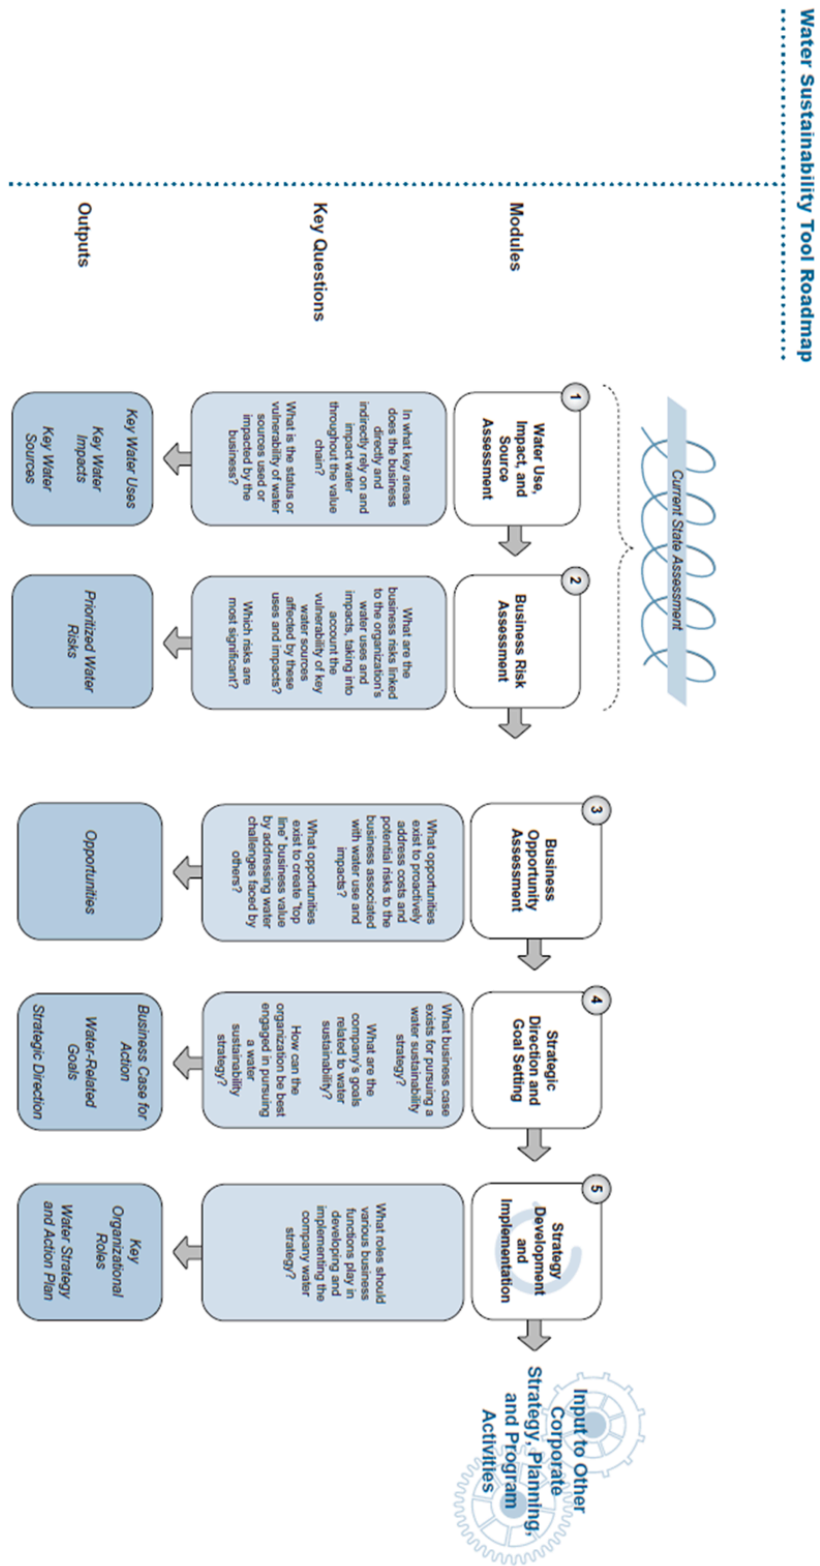 Water Sustainability Tool Roadmap
Current State Assessment
Modules
1
Water Use,
Impact, and
Source
Assessment
2
Business Risk
Assessment
3
Business
Opportunity
Assessment
4
Strategic
Direction and
Goal Setting
5
Strategy
Development
and
Implementation
Input to Other
Corporate
Strategy, Planning,
and Program
Activities
Key Questions
In what key areas
does the business
directly and
indirectly rely on and
impact water
throughout the value
chain?
What is the status or
vulnerability of water
sources used or
impacted by the
business?
What are the
business risks linked
to the organization's
water uses and
impacts, taking into
account the
vulnerability of key
water sources
affected by these
uses and impacts?
Which risks are
most significant?
What opportunities
exist to proactively
address costs and
potential risks to the
business associated
with water use and
impacts?
What opportunities
exist to create "top
line" business value
by addressing water
challenges faced by
others?
What business case
exists for pursuing a
water sustainability
strategy?
What are the
company's goals
related to water
sustainability?
How can the
organization be best
engaged in pursuing
a water
sustainability
strategy?
What roles should
various business
functions play in
developing and
implementing the
company water
strategy?
Outputs
Key Water Uses
Key Water
Impacts
Key Water
Sources
Prioritized Water
Risks
Opportunities
Business Case for
Action
Water-Related
Goals
Strategic Direction
Key
Organizational
Roles
Water Strategy
and Action Plan